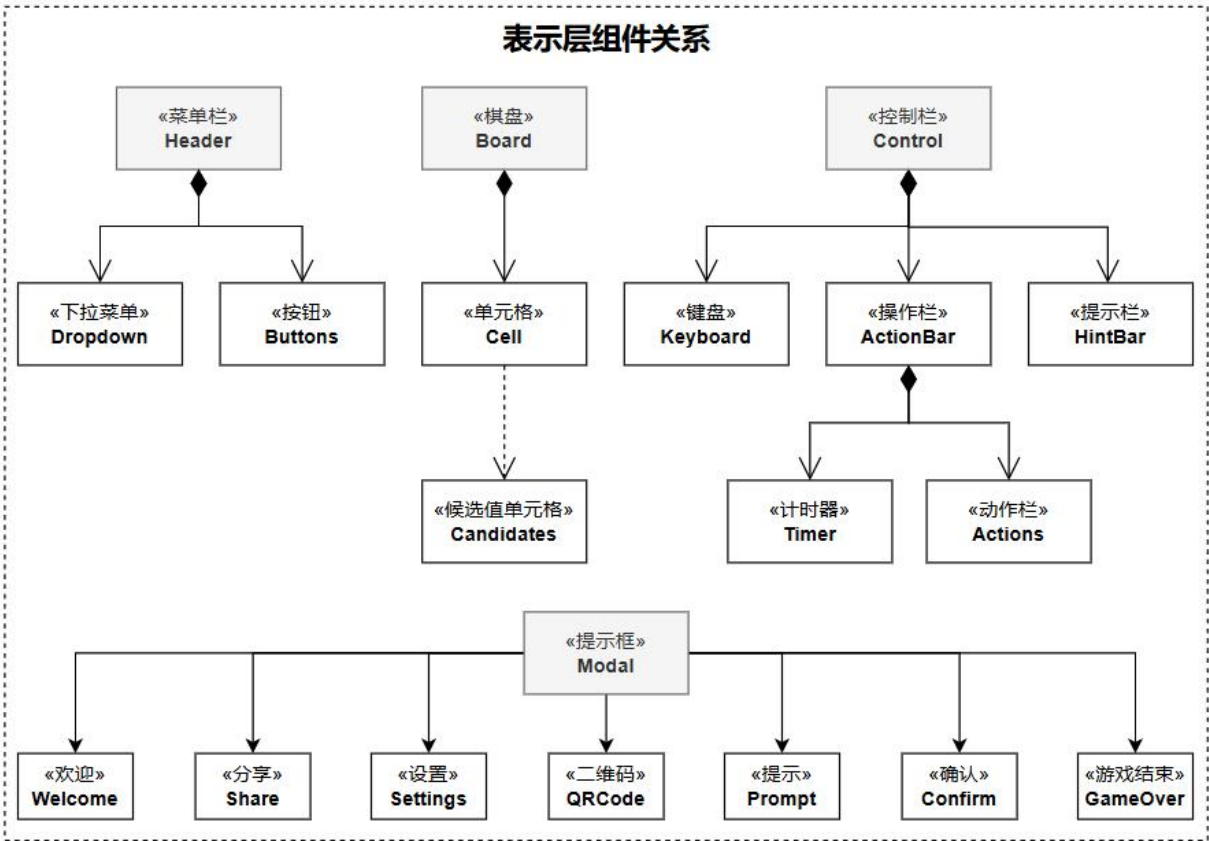 表示层组件关系
«菜单栏»
Header
«棋盘»
Board
«控制栏»
Control
«下拉菜单»
Dropdown
«按钮»
Buttons
«单元格»
Cell
«键盘»
Keyboard
«操作栏»
ActionBar
«提示栏»
HintBar
«候选值单元格»
Candidates
«计时器»
Timer
«动作栏»
Actions
«提示框»
Modal
«欢迎»
Welcome
«分享»
Share
«设置»
Settings
«二维码»
QRCode
«提示»
Prompt
«确认»
Confirm
«游戏结束»
GameOver